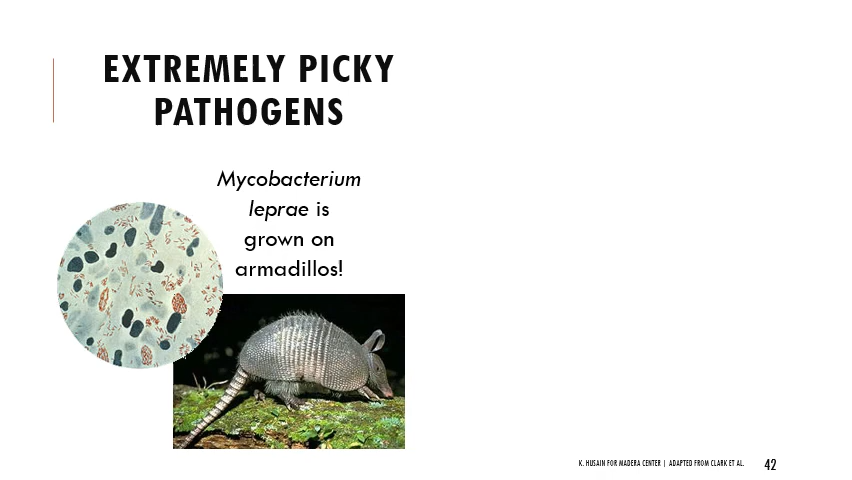 EXTREMELY PICKY
PATHOGENS
Mycobacterium
leprae is
grown on
armadillos!
K. HUSAIN FOR MADERA CENTER | ADAPTED FROM CLARK ET AL.
42